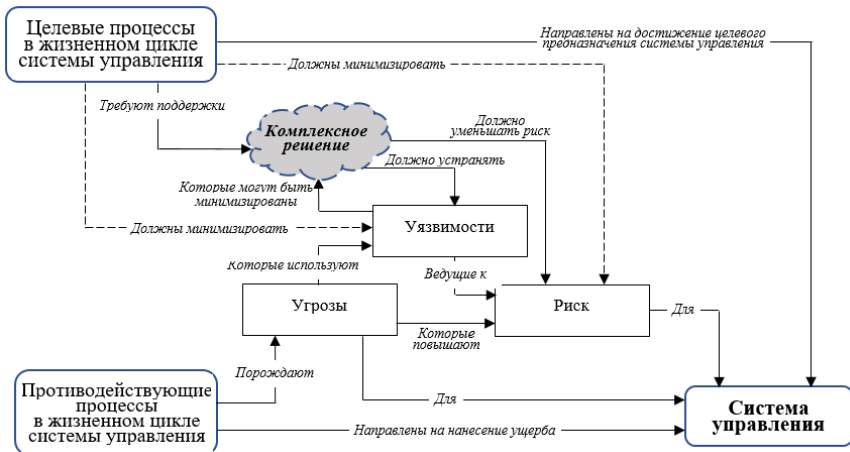 Целевые процессы
в жизненном цикле
системы управления
Направлены на достижение целевого
предназначения системы управления
Должны минимизировать
Требуют поддержки
Комплексное
решение
Должно
уменьшать риск
Должно устранять
Которые могут быть
минимизированы
Уязвимости
Должны минимизировать
Которые используют
Ведущие к
Угрозы
Риск
Для
Которые
повышают
Порождают
Противодействующие
процессы
в жизненном цикле
системы управления
Для
Система
управления
Направлены на нанесение ущерба